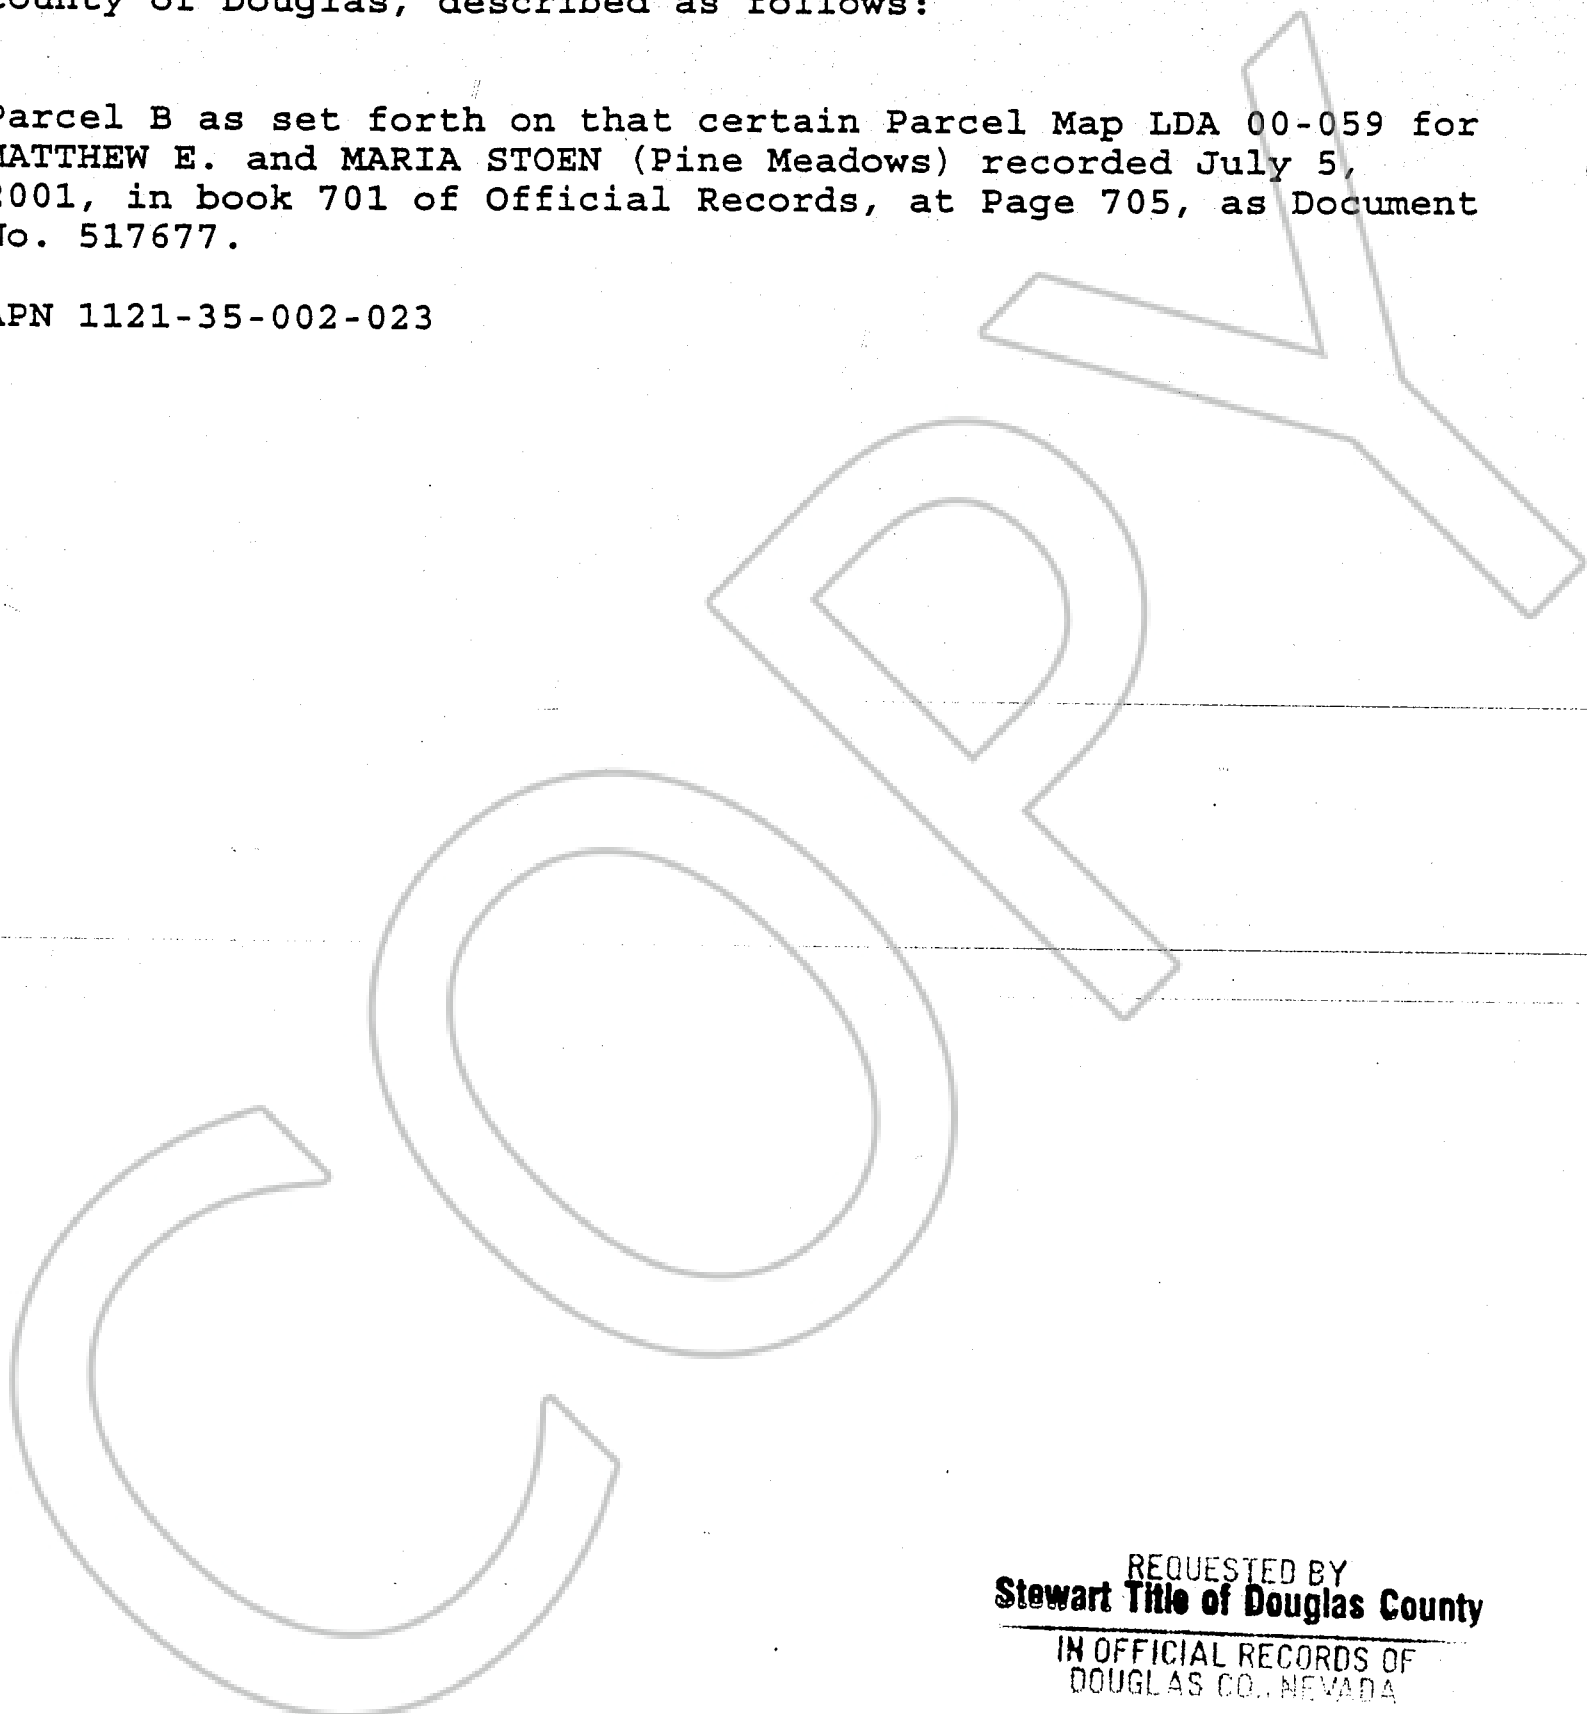 county of Douglas, described as follows:
Parcel B as set forth on that certain Parcel Map LDA 00-059 for
MATTHEW E. and MARIA STOEN (Pine Meadows) recorded July 5,
2001, in book 701 of Official Records, at Page 705, as Document
No. 517677.
APN 1121-35-002-023
COPY
REQUESTED BY
Stewart Title of Douglas County
IN OFFICIAL RECORDS OF
DOUGLAS CO., NEVADA